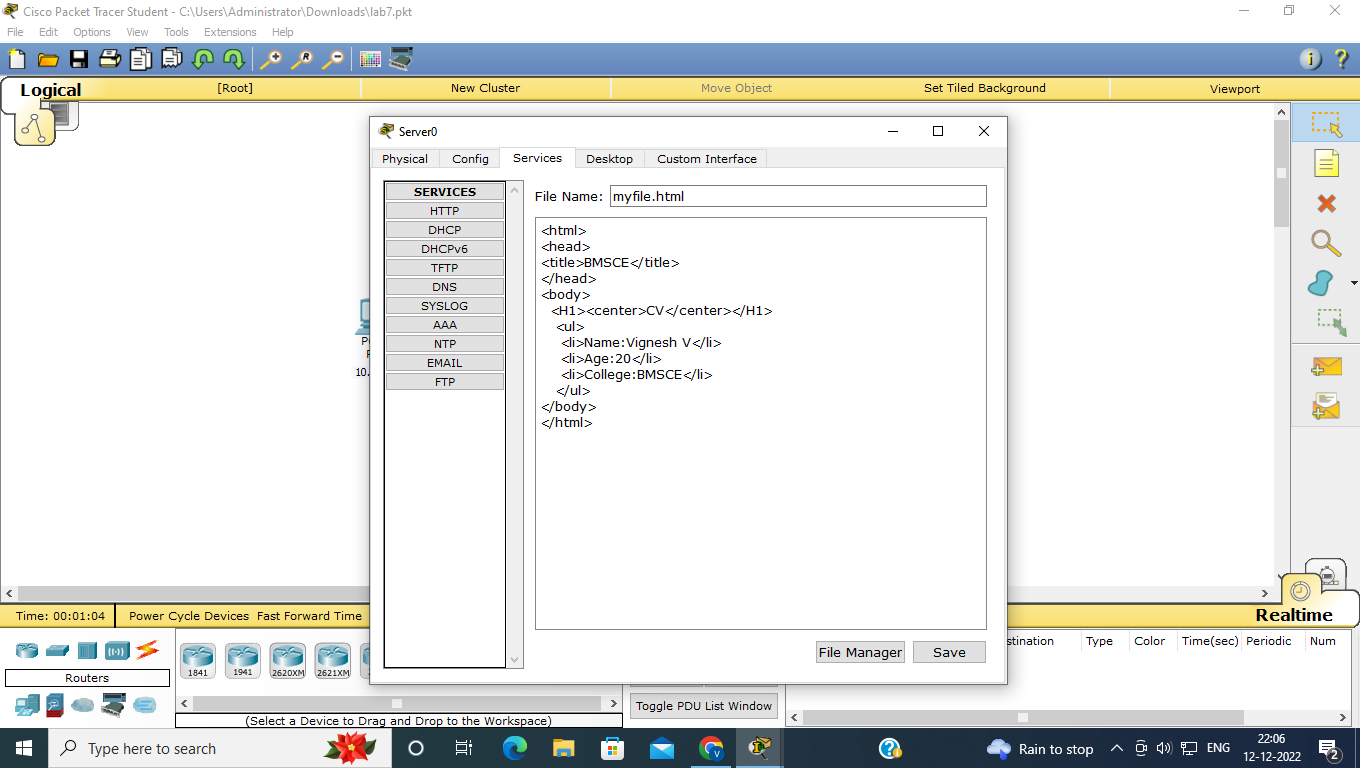 Cisco Packet Tracer Student - C:\Users\Administrator\Downloads\lab7.pkt
File Edit Options View Tools Extensions Help
Logical [Root] New Cluster Move Object Set Tiled Background Viewport
Server0
Physical Config Services Desktop Custom Interface
SERVICES
HTTP
DHCP
DHCPv6
TFTP
DNS
SYSLOG
AAA
NTP
EMAIL
FTP
File Name: myfile.html
<html>
<head>
<title>BMSCE</title>
</head>
<body>
<H1><center>CV</center></H1>
<ul>
<li>Name:Vignesh V</li>
<li>Age:20</li>
<li>College:BMSCE</li>
</ul>
</body>
</html>
File Manager Save
10.
Time: 00:01:04 Power Cycle Devices Fast Forward Time
Realtime
Routers
1841 1941 2620XM 2621XM
(Select a Device to Drag and Drop to the Workspace)
Toggle PDU List Window
stination Type Color Time(sec) Periodic Num
Type here to search
Rain to stop
ENG
22:06
12-12-2022
2